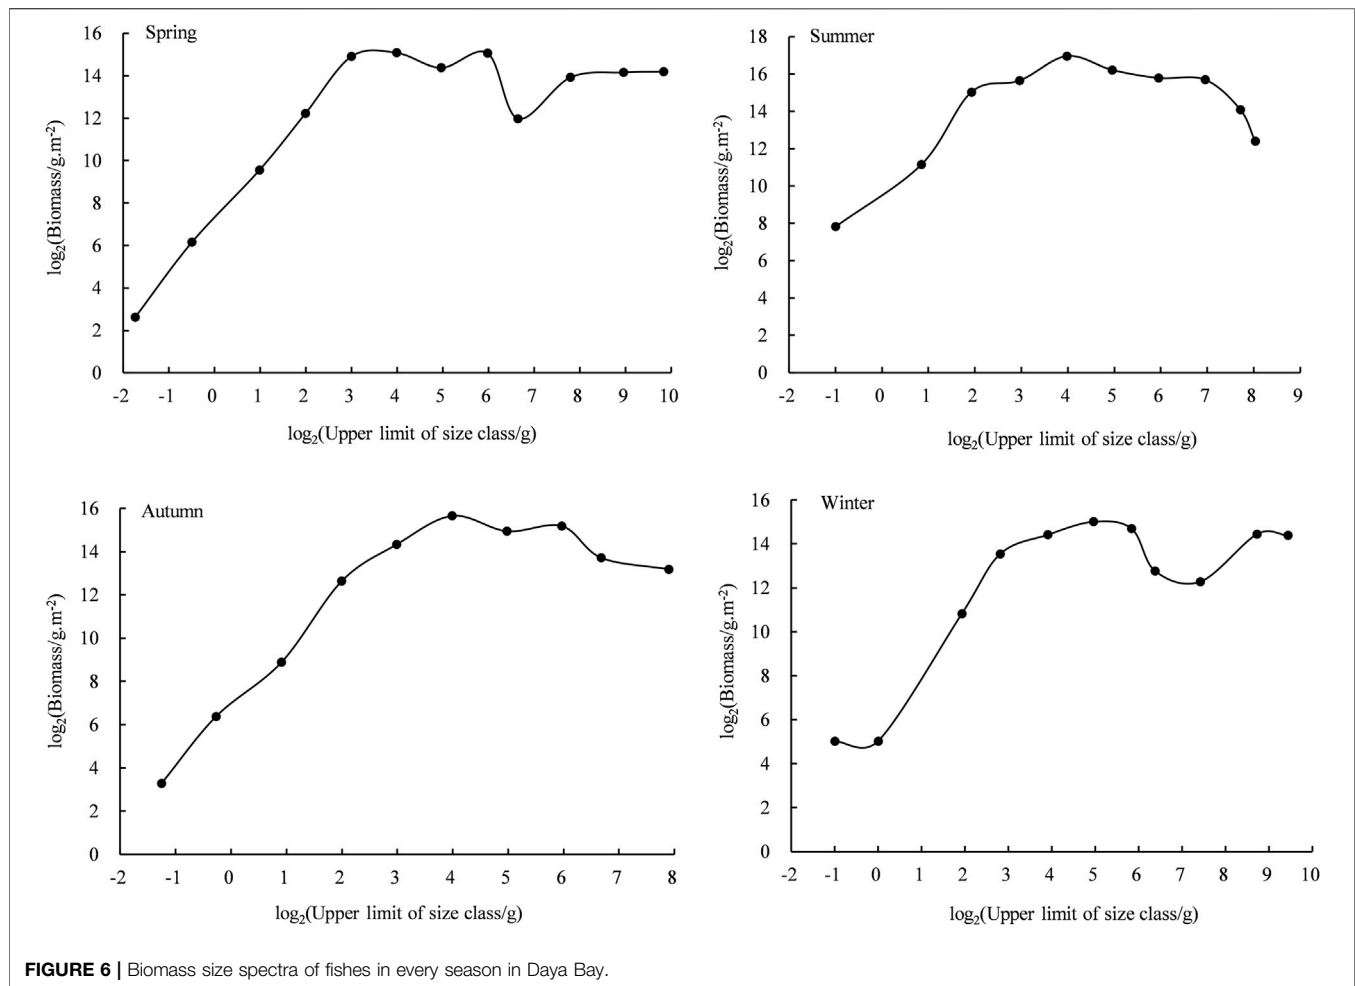 Spring
16
14
12
10
8
6
4
2
0
-2 -1 0 1 2 3 4 5 6 7 8 9 10
log₂(Biomass/g.m⁻²)
log₂(Upper limit of size class/g)
Summer
18
16
14
12
10
8
6
4
2
0
-2 -1 0 1 2 3 4 5 6 7 8 9
log₂(Biomass/g.m⁻²)
log₂(Upper limit of size class/g)
Autumn
16
14
12
10
8
6
4
2
0
-2 -1 0 1 2 3 4 5 6 7 8
log₂(Biomass/g.m⁻²)
log₂(Upper limit of size class/g)
Winter
16
14
12
10
8
6
4
2
0
-2 -1 0 1 2 3 4 5 6 7 8 9 10
log₂(Biomass/g.m⁻²)
log₂(Upper limit of size class/g)
FIGURE 6 | Biomass size spectra of fishes in every season in Daya Bay.